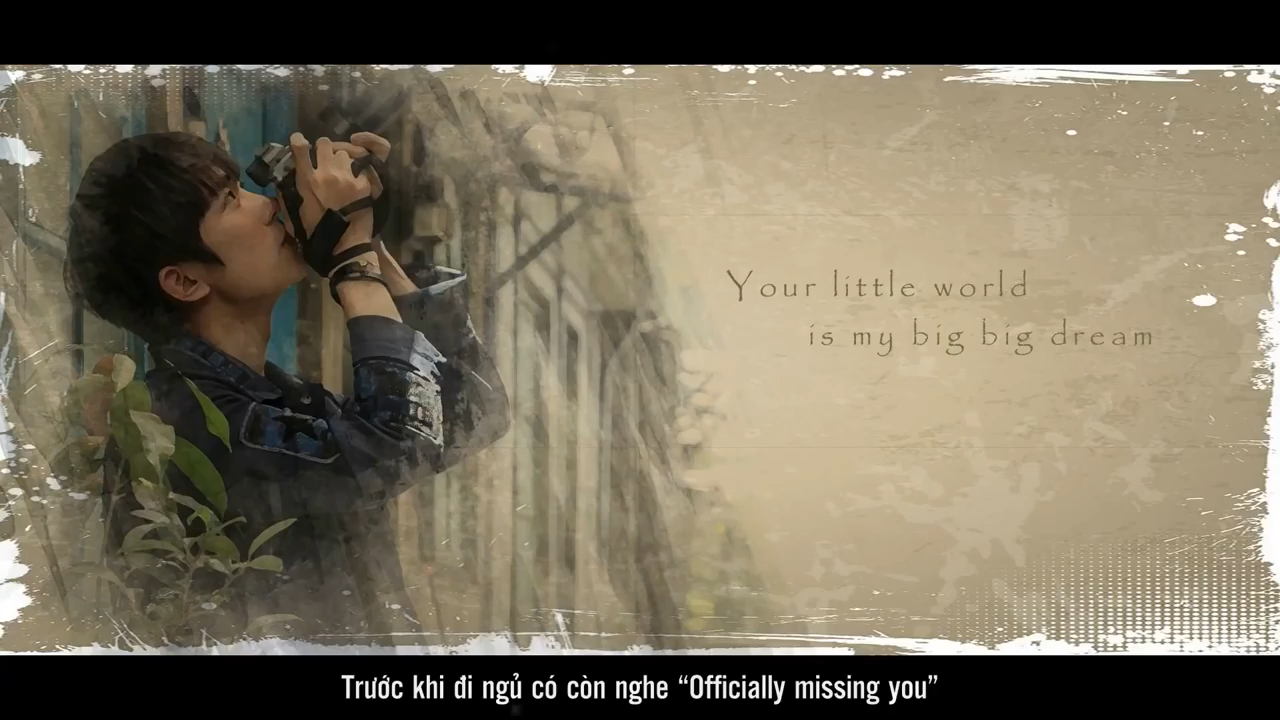 Your little world
is my big big dream
Trước khi đi ngủ có còn nghe “Officially missing you”